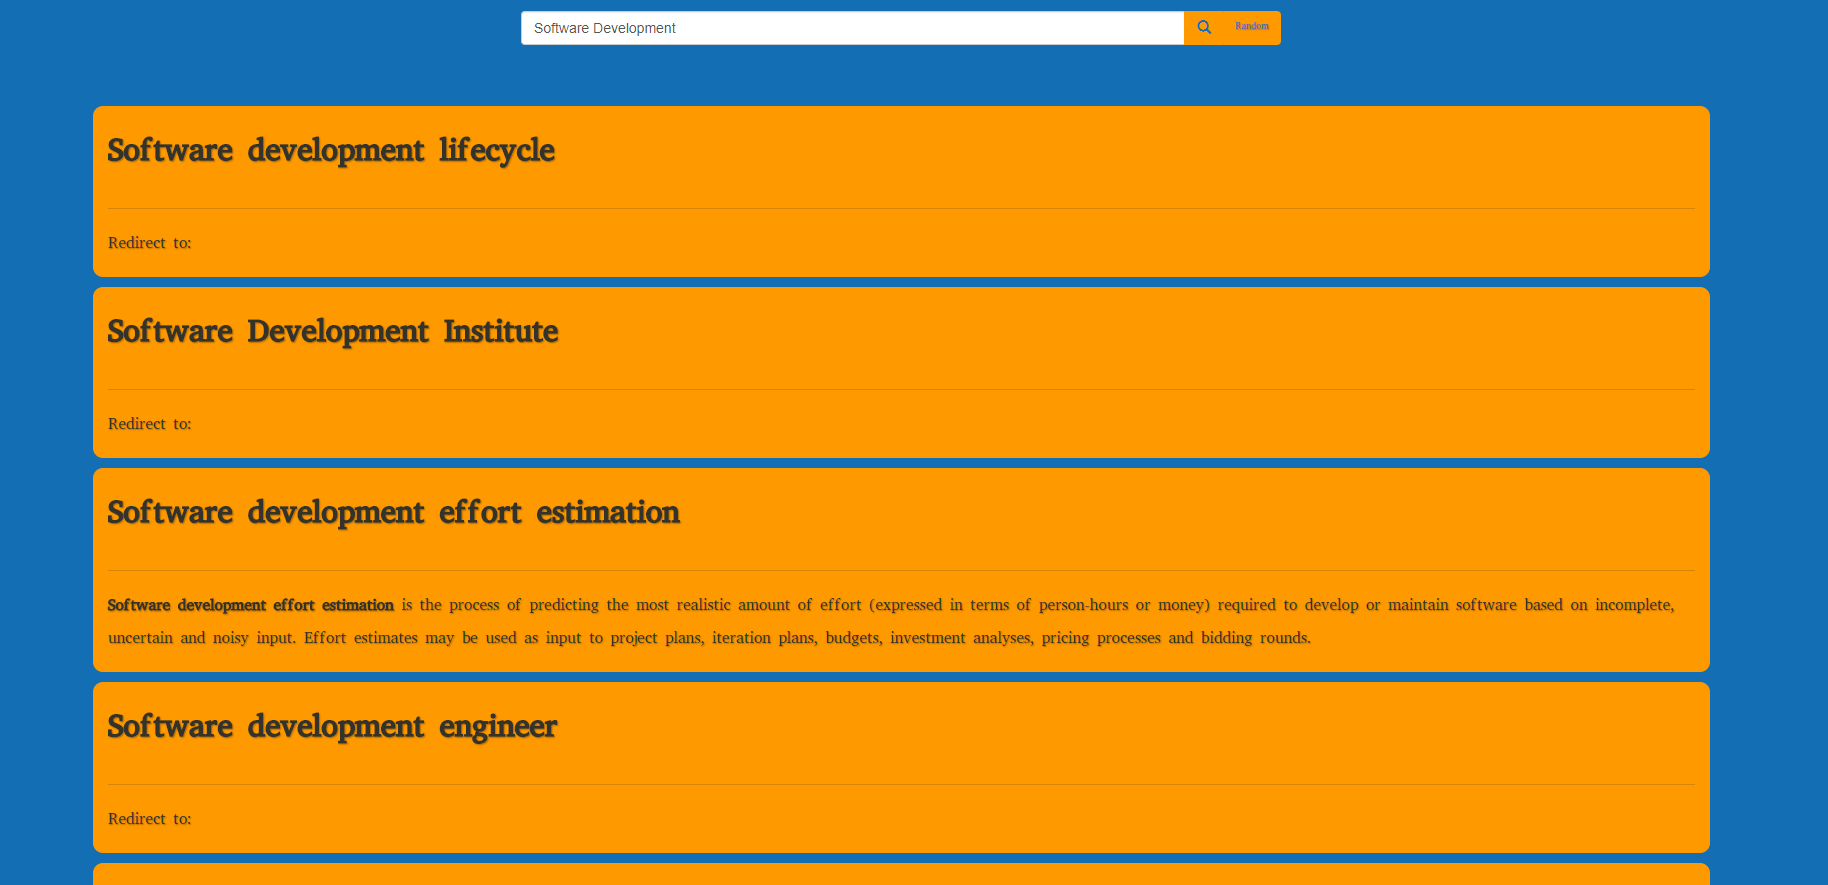 Software Development
Random
Software development lifecycle
Redirect to:
Software Development Institute
Redirect to:
Software development effort estimation
Software development effort estimation is the process of predicting the most realistic amount of effort (expressed in terms of person-hours or money) required to develop or maintain software based on incomplete,
uncertain and noisy input. Effort estimates may be used as input to project plans, iteration plans, budgets, investment analyses, pricing processes and bidding rounds.
Software development engineer
Redirect to: